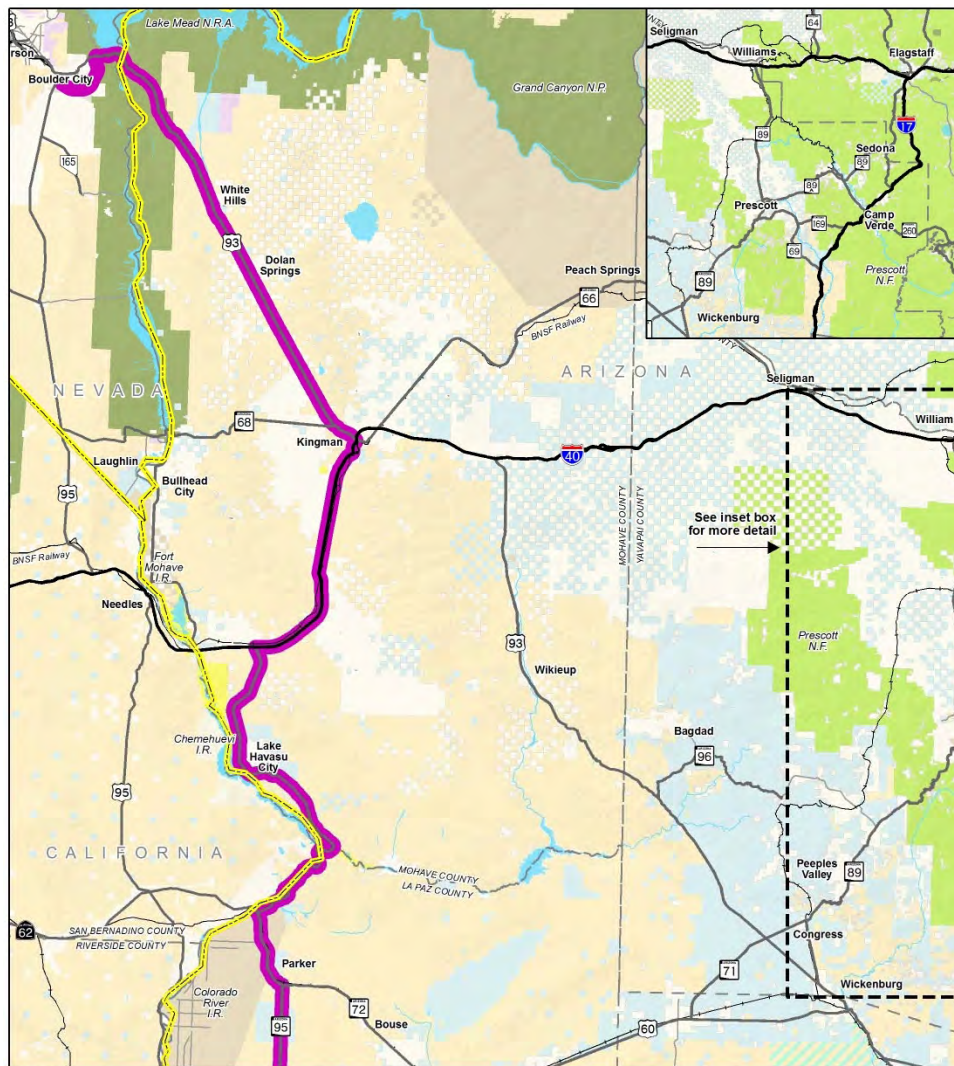 Lake Mead N.R.A.
Boulder City
Grand Canyon N.P.
165
White
Hills
93
Dolan
Springs
Peach Springs
66
BNSF Railway
NEVADA
ARIZONA
68
Kingman
40
Laughlin
Bullhead
City
95
BNSF Railway
Fort
Mohave
I.R.
Needles
MOHAVE COUNTY
YAVAPAI COUNTY
See inset box
for more detail
Seligman
William
Prescott
N.F.
93
Wikieup
Chemehuevi
I.R.
Lake
Havasu
City
Bagdad
96
95
CALIFORNIA
MOHAVE COUNTY
LA PAZ COUNTY
Peeples
Valley
89
62
SAN BERNADINO COUNTY
RIVERSIDE COUNTY
Congress
Parker
71
Wickenburg
Colorado
River
I.R.
95
72
Bouse
60
64
Seligman
Williams
Flagstaff
17
89
Sedona
89
A
89
A
Prescott
169
Camp
Verde
260
69
Prescott
N.F.
89
Wickenburg